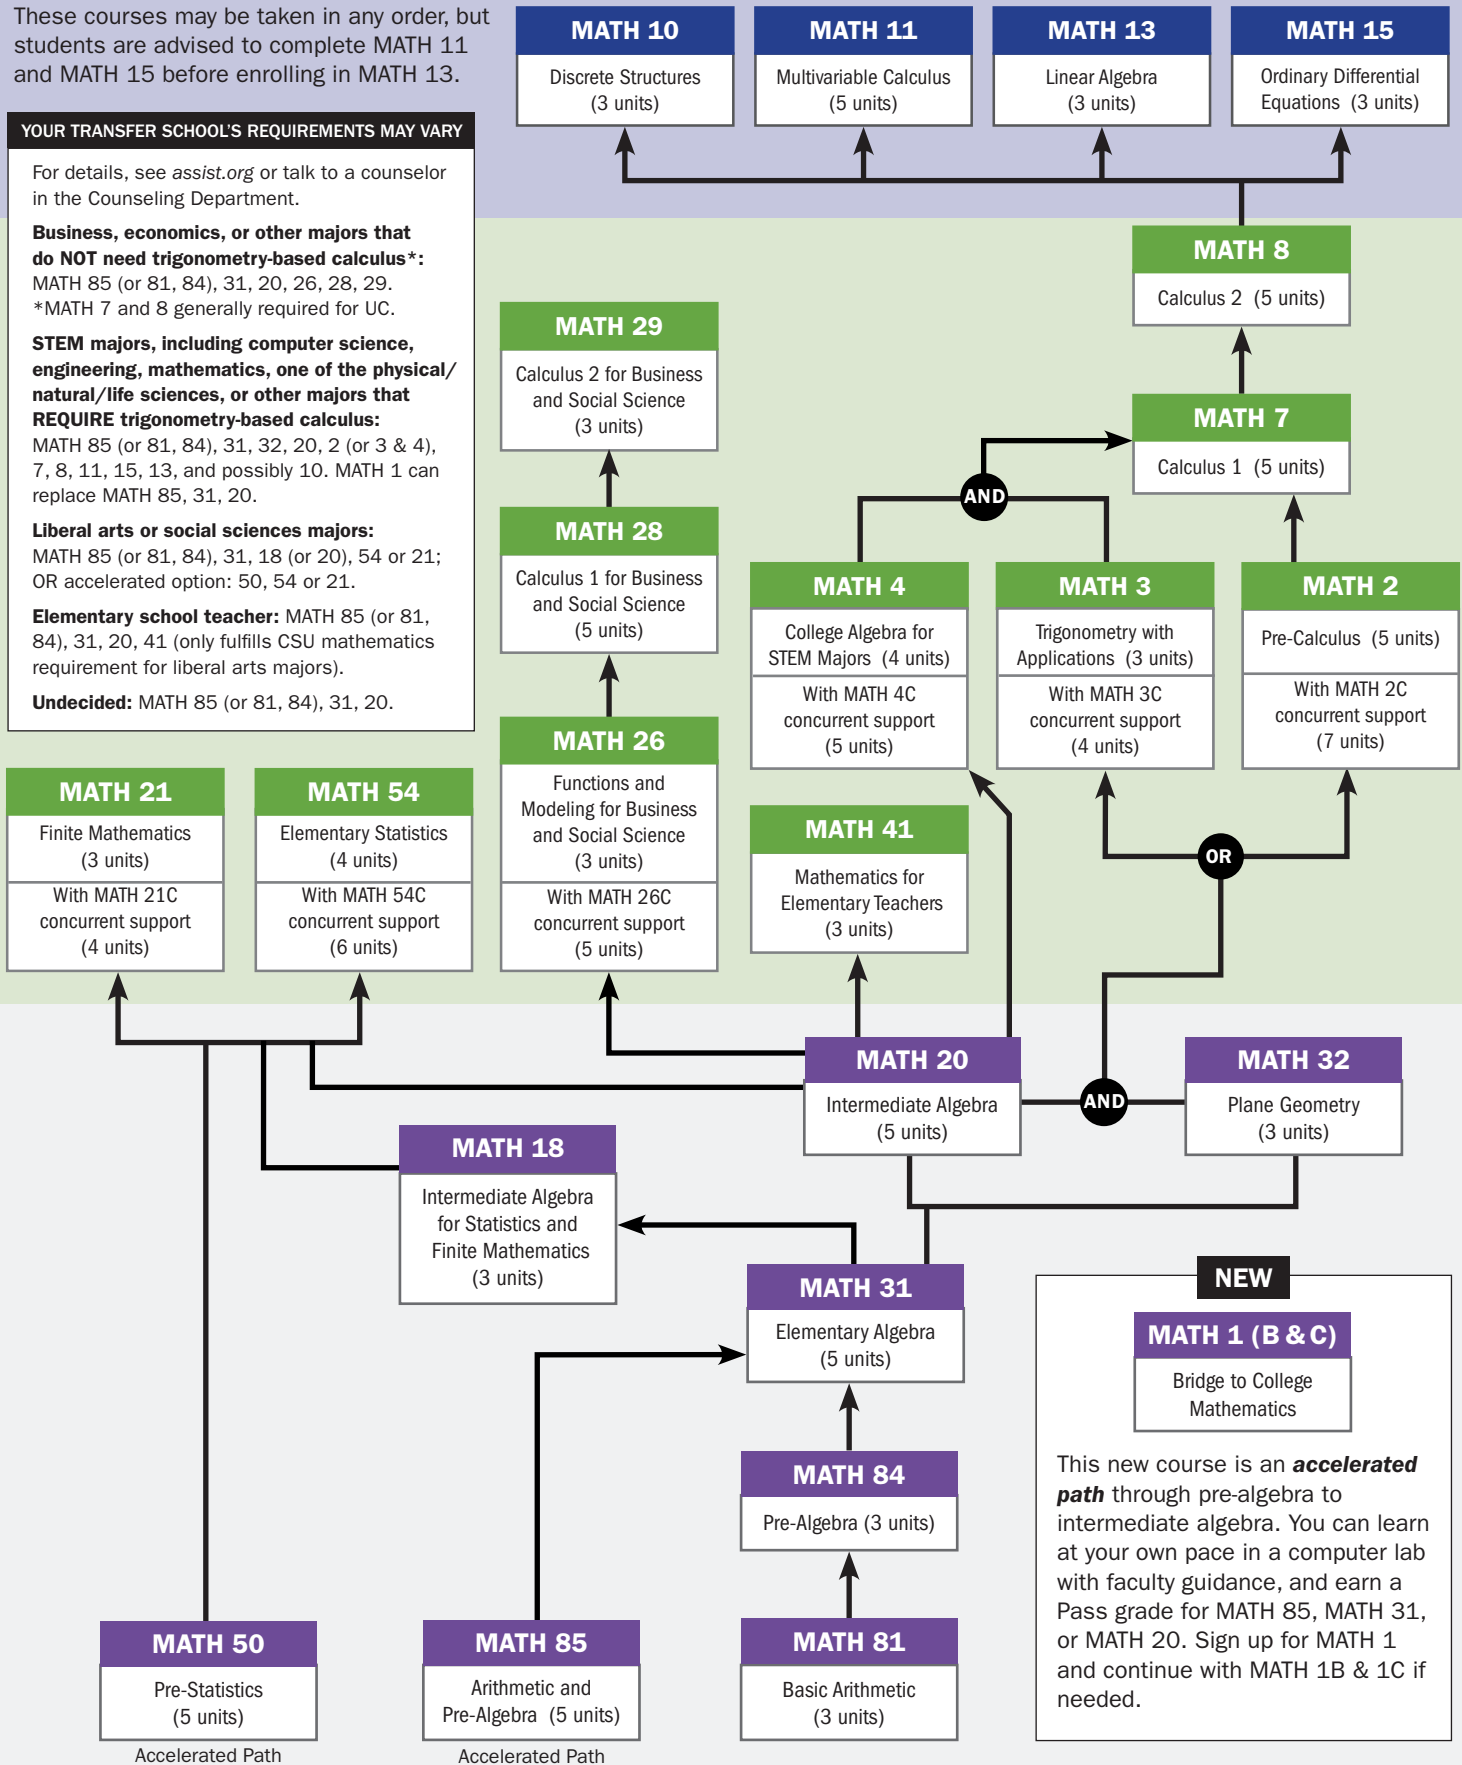 These courses may be taken in any order, but
students are advised to complete MATH 11
and MATH 15 before enrolling in MATH 13.
MATH 10
Discrete Structures
(3 units)
MATH 11
Multivariable Calculus
(5 units)
MATH 13
Linear Algebra
(3 units)
MATH 15
Ordinary Differential
Equations (3 units)
YOUR TRANSFER SCHOOL'S REQUIREMENTS MAY VARY
For details, see assist.org or talk to a counselor
in the Counseling Department.
Business, economics, or other majors that
do NOT need trigonometry-based calculus*:
MATH 85 (or 81, 84), 31, 20, 26, 28, 29.
*MATH 7 and 8 generally required for UC.
STEM majors, including computer science,
engineering, mathematics, one of the physical/
natural/life sciences, or other majors that
REQUIRE trigonometry-based calculus:
MATH 85 (or 81, 84), 31, 32, 20, 2 (or 3 & 4),
7, 8, 11, 15, 13, and possibly 10. MATH 1 can
replace MATH 85, 31, 20.
Liberal arts or social sciences majors:
MATH 85 (or 81, 84), 31, 18 (or 20), 54 or 21;
OR accelerated option: 50, 54 or 21.
Elementary school teacher: MATH 85 (or 81,
84), 31, 20, 41 (only fulfills CSU mathematics
requirement for liberal arts majors).
Undecided: MATH 85 (or 81, 84), 31, 20.
MATH 8
Calculus 2 (5 units)
MATH 29
Calculus 2 for Business
and Social Science
(3 units)
MATH 7
Calculus 1 (5 units)
AND
MATH 28
Calculus 1 for Business
and Social Science
(5 units)
MATH 4
College Algebra for
STEM Majors (4 units)
With MATH 4C
concurrent support
(5 units)
MATH 3
Trigonometry with
Applications (3 units)
With MATH 3C
concurrent support
(4 units)
MATH 2
Pre-Calculus (5 units)
With MATH 2C
concurrent support
(7 units)
MATH 21
Finite Mathematics
(3 units)
With MATH 21C
concurrent support
(4 units)
MATH 54
Elementary Statistics
(4 units)
With MATH 54C
concurrent support
(6 units)
MATH 26
Functions and
Modeling for Business
and Social Science
(3 units)
With MATH 26C
concurrent support
(5 units)
MATH 41
Mathematics for
Elementary Teachers
(3 units)
OR
MATH 20
Intermediate Algebra
(5 units)
AND
MATH 32
Plane Geometry
(3 units)
MATH 18
Intermediate Algebra
for Statistics and
Finite Mathematics
(3 units)
MATH 31
Elementary Algebra
(5 units)
NEW
MATH 1 (B & C)
Bridge to College
Mathematics
This new course is an accelerated
path through pre-algebra to
intermediate algebra. You can learn
at your own pace in a computer lab
with faculty guidance, and earn a
Pass grade for MATH 85, MATH 31,
or MATH 20. Sign up for MATH 1
and continue with MATH 1B & 1C if
needed.
MATH 84
Pre-Algebra (3 units)
MATH 50
Pre-Statistics
(5 units)
Accelerated Path
MATH 85
Arithmetic and
Pre-Algebra (5 units)
Accelerated Path
MATH 81
Basic Arithmetic
(3 units)